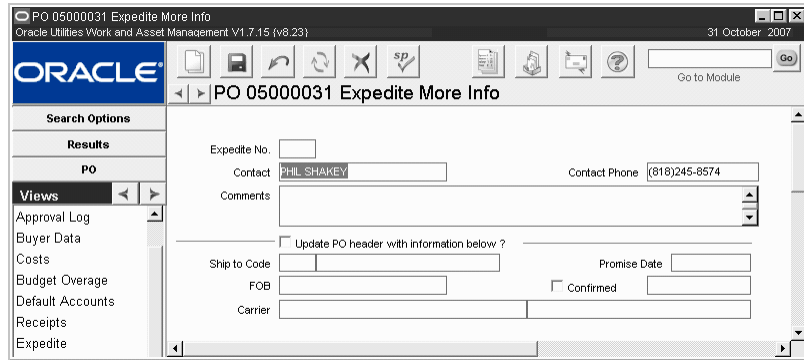 PO 05000031 Expedite More Info
Oracle Utilities Work and Asset Management V1.7.15 (v8.23)
31 October 2007
ORACLE
sp
Go
Go to Module
PO 05000031 Expedite More Info
Search Options
Results
PO
Views
Approval Log
Buyer Data
Costs
Budget Overage
Default Accounts
Receipts
Expedite
Expedite No.
Contact PHIL SHAKEY Contact Phone (818)245-8574
Comments
Update PO header with information below ?
Ship to Code Promise Date
FOB Confirmed
Carrier